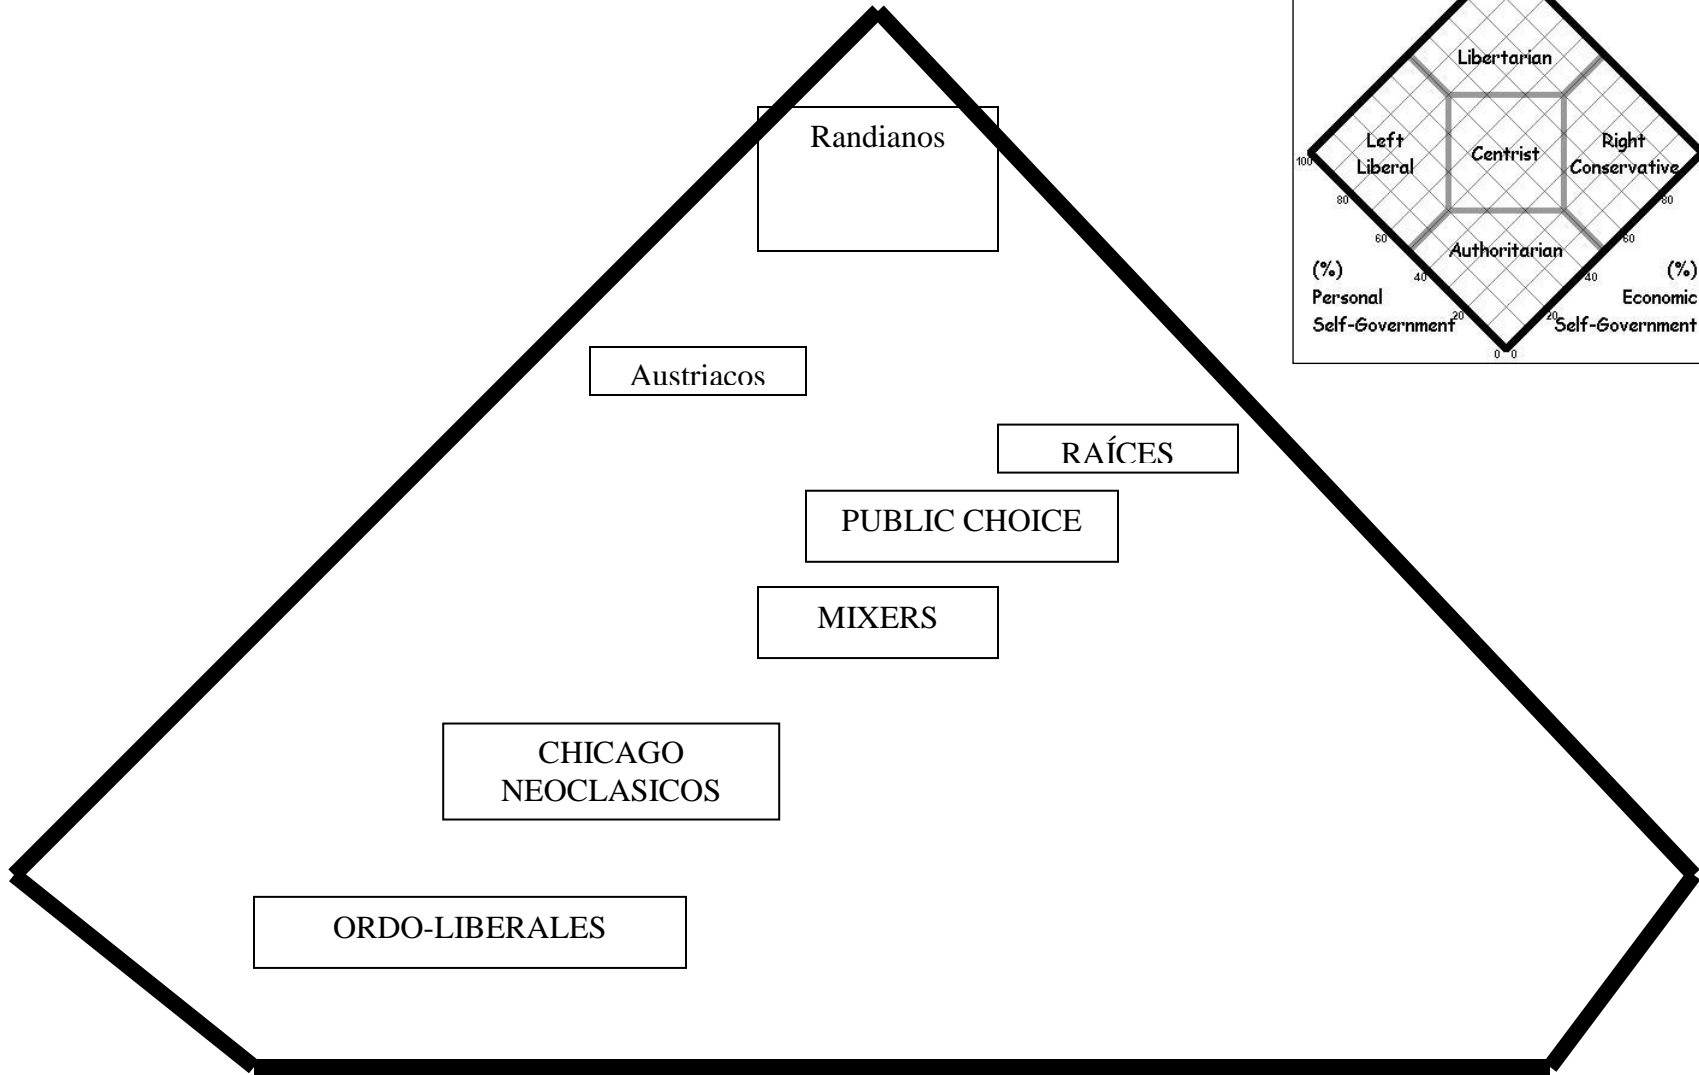 Randianos
Austriacos
RAÍCES
PUBLIC CHOICE
MIXERS
CHICAGO
NEOCLASICOS
ORDO-LIBERALES
Libertarian
Left
Liberal
Centrist
Right
Conservative
Authoritarian
100
80
60
40
20
0
0
20
40
60
80
(%)
Personal
Self-Government
(%)
Economic
Self-Government